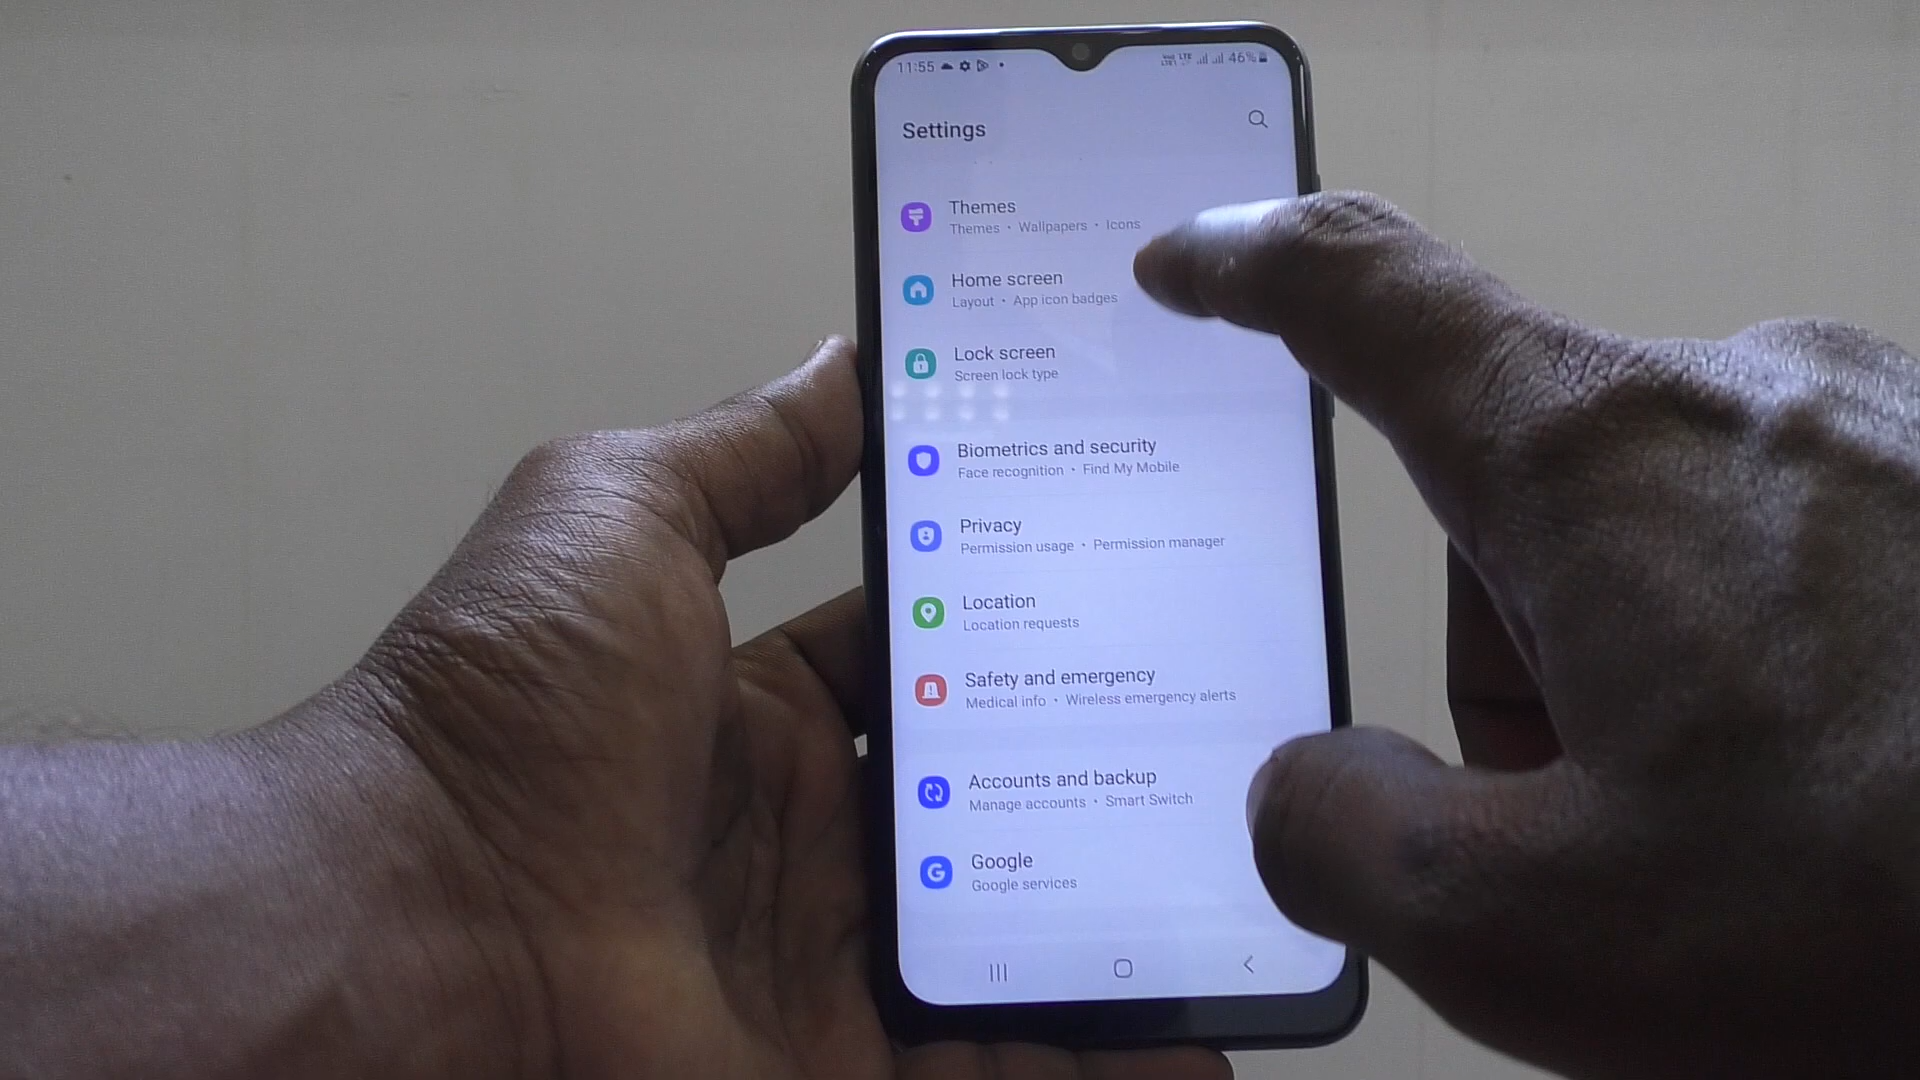 11:55
46%
Settings
Themes
Themes • Wallpapers • Icons
Home screen
Layout • App icon badges
Lock screen
Screen lock type
Biometrics and security
Face recognition • Find My Mobile
Privacy
Permission usage • Permission manager
Location
Location requests
Safety and emergency
Medical info • Wireless emergency alerts
Accounts and backup
Manage accounts • Smart Switch
Google
Google services